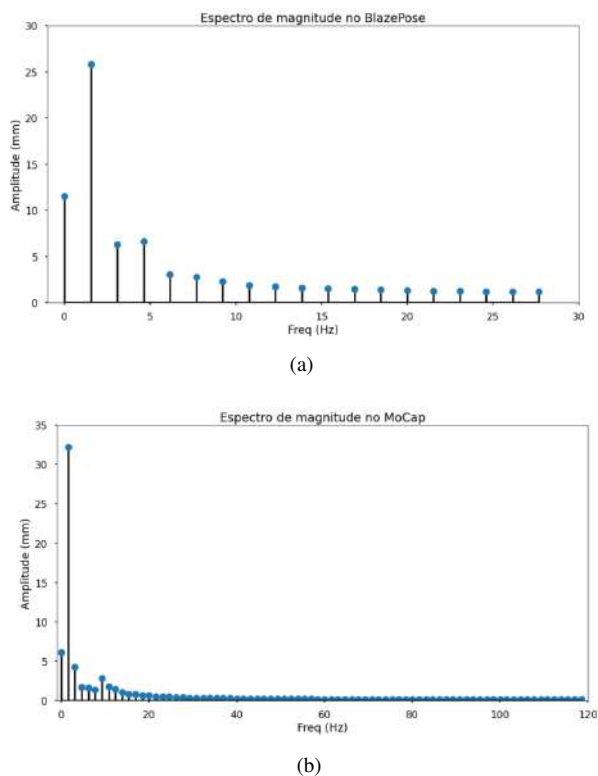 Espectro de magnitude no BlazePose
30
25
20
15
10
5
0
Amplitude (mm)
0 5 10 15 20 25 30
Freq (Hz)
(a)
Espectro de magnitude no MoCap
35
30
25
20
15
10
5
0
Amplitude (mm)
0 20 40 60 80 100 120
Freq (Hz)
(b)